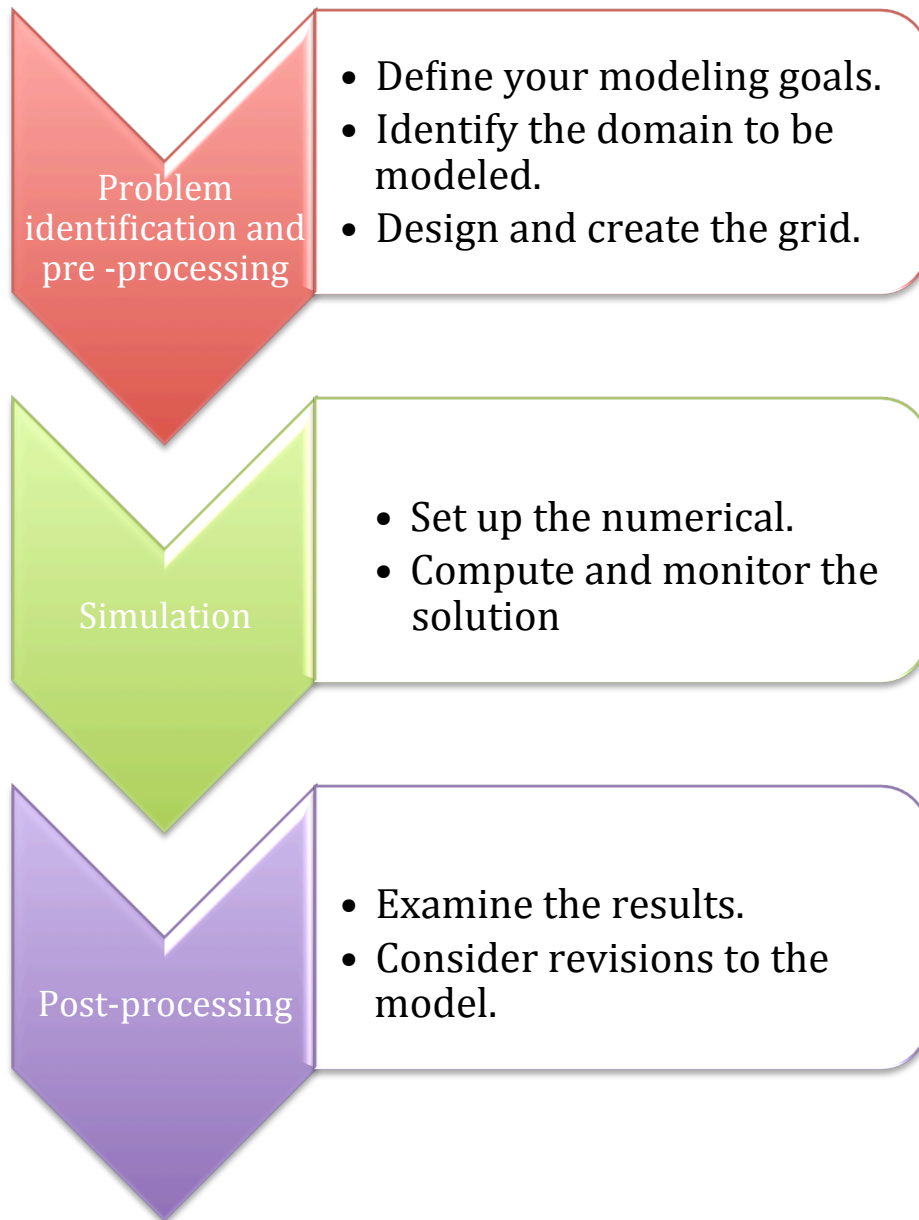 Problem
identification and
pre -processing
• Define your modeling goals.
• Identify the domain to be
modeled.
• Design and create the grid.
Simulation
• Set up the numerical.
• Compute and monitor the
solution
Post-processing
• Examine the results.
• Consider revisions to the
model.